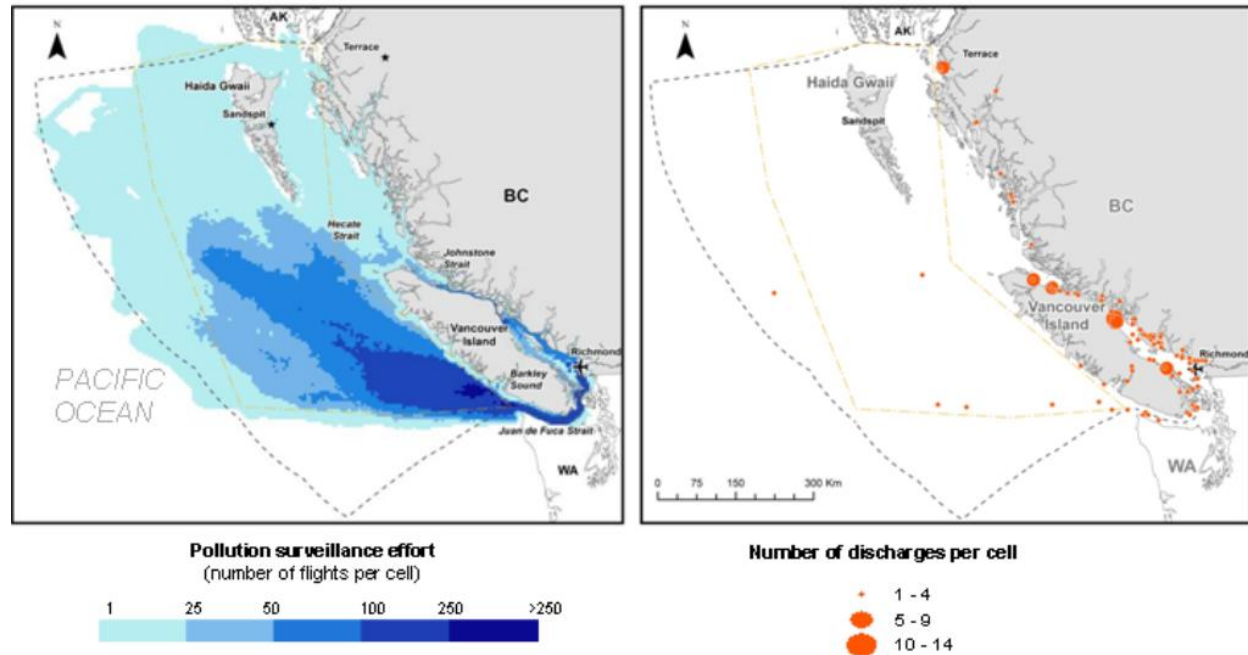 N
AK
Terrace
Haida Gwaii
Sandspit
BC
Hecate
Strait
Johnstone
Strait
Vancouver
Island
Richmond
Barkley
Sound
PACIFIC
OCEAN
Juan de Fuca Strait
WA
Pollution surveillance effort
(number of flights per cell)
1 25 50 100 250 >250
N
AK
Terrace
Haida Gwaii
Sandspit
BC
Vancouver
Island
Richmond
WA
0 75 150 300 Km
Number of discharges per cell
1 - 4
5 - 9
10 - 14